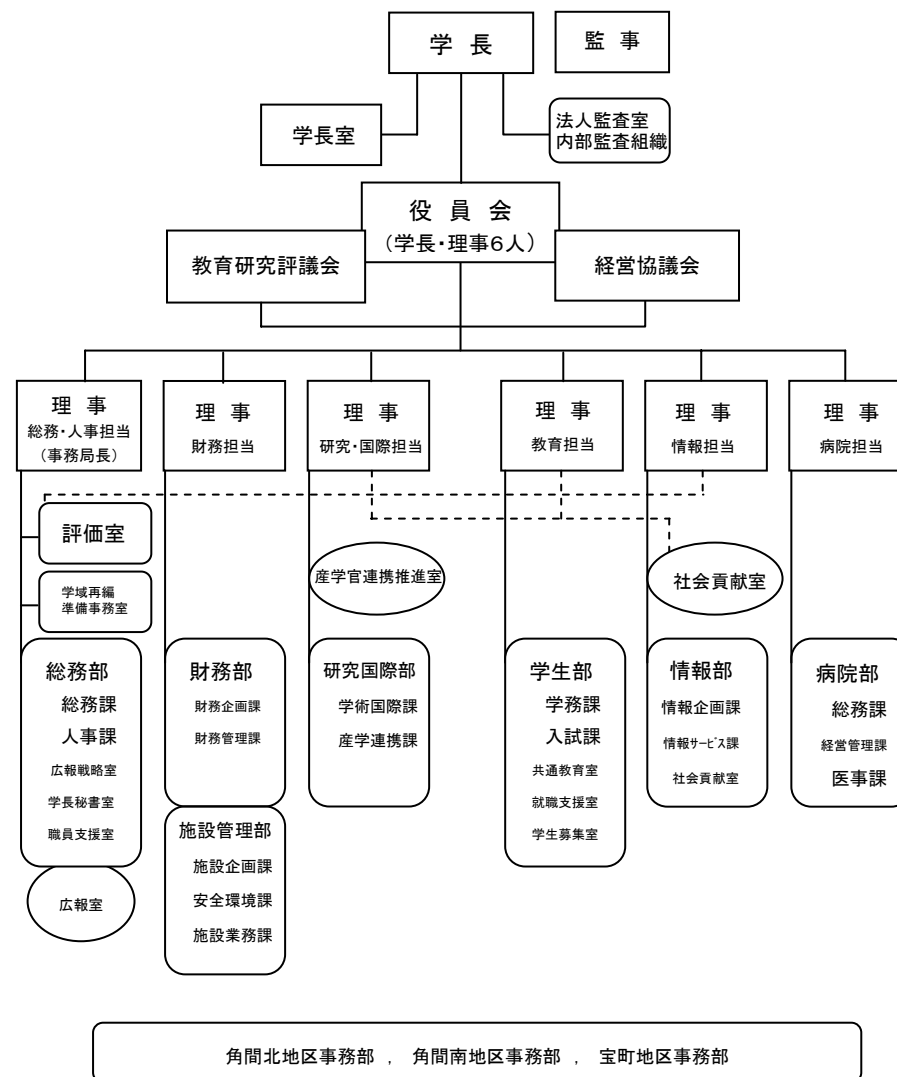 学 長
監 事
学長室
法人監査室
内部監査組織
役 員 会
(学長・理事6人)
教育研究評議会
経営協議会
理 事
総務・人事担当
(事務局長)
理 事
財務担当
理 事
研究・国際担当
理 事
教育担当
理 事
情報担当
理 事
病院担当
評価室
学域再編
準備事務室
産学官連携推進室
社会貢献室
総務部
総務課
人事課
広報戦略室
学長秘書室
職員支援室
広報室
財務部
財務企画課
財務管理課
施設管理部
施設企画課
安全環境課
施設業務課
研究国際部
学術国際課
産学連携課
学生部
学務課
入試課
共通教育室
就職支援室
学生募集室
情報部
情報企画課
情報サービス課
社会貢献室
病院部
総務課
経営管理課
医事課
角間北地区事務部 , 角間南地区事務部 , 宝町地区事務部